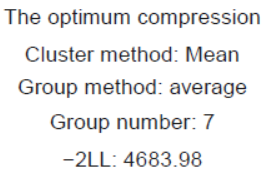 The optimum compression
Cluster method: Mean
Group method: average
Group number: 7
−2LL: 4683.98